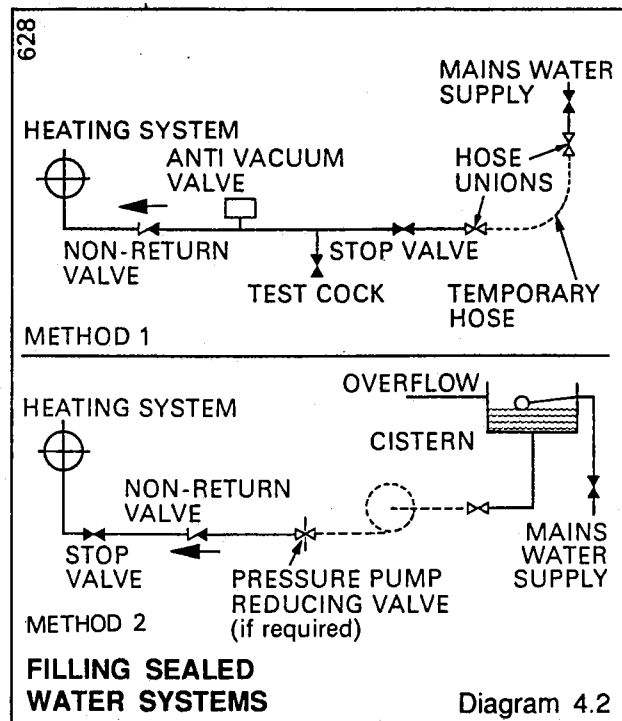 628
MAINS WATER
SUPPLY
HEATING SYSTEM
ANTI VACUUM
VALVE
HOSE
UNIONS
NON-RETURN
VALVE
STOP VALVE
TEST COCK
TEMPORARY
HOSE
METHOD 1
OVERFLOW
HEATING SYSTEM
CISTERN
NON-RETURN
VALVE
STOP
VALVE
PRESSURE PUMP
REDUCING VALVE
(if required)
MAINS
WATER
SUPPLY
METHOD 2
FILLING SEALED
WATER SYSTEMS
Diagram 4.2